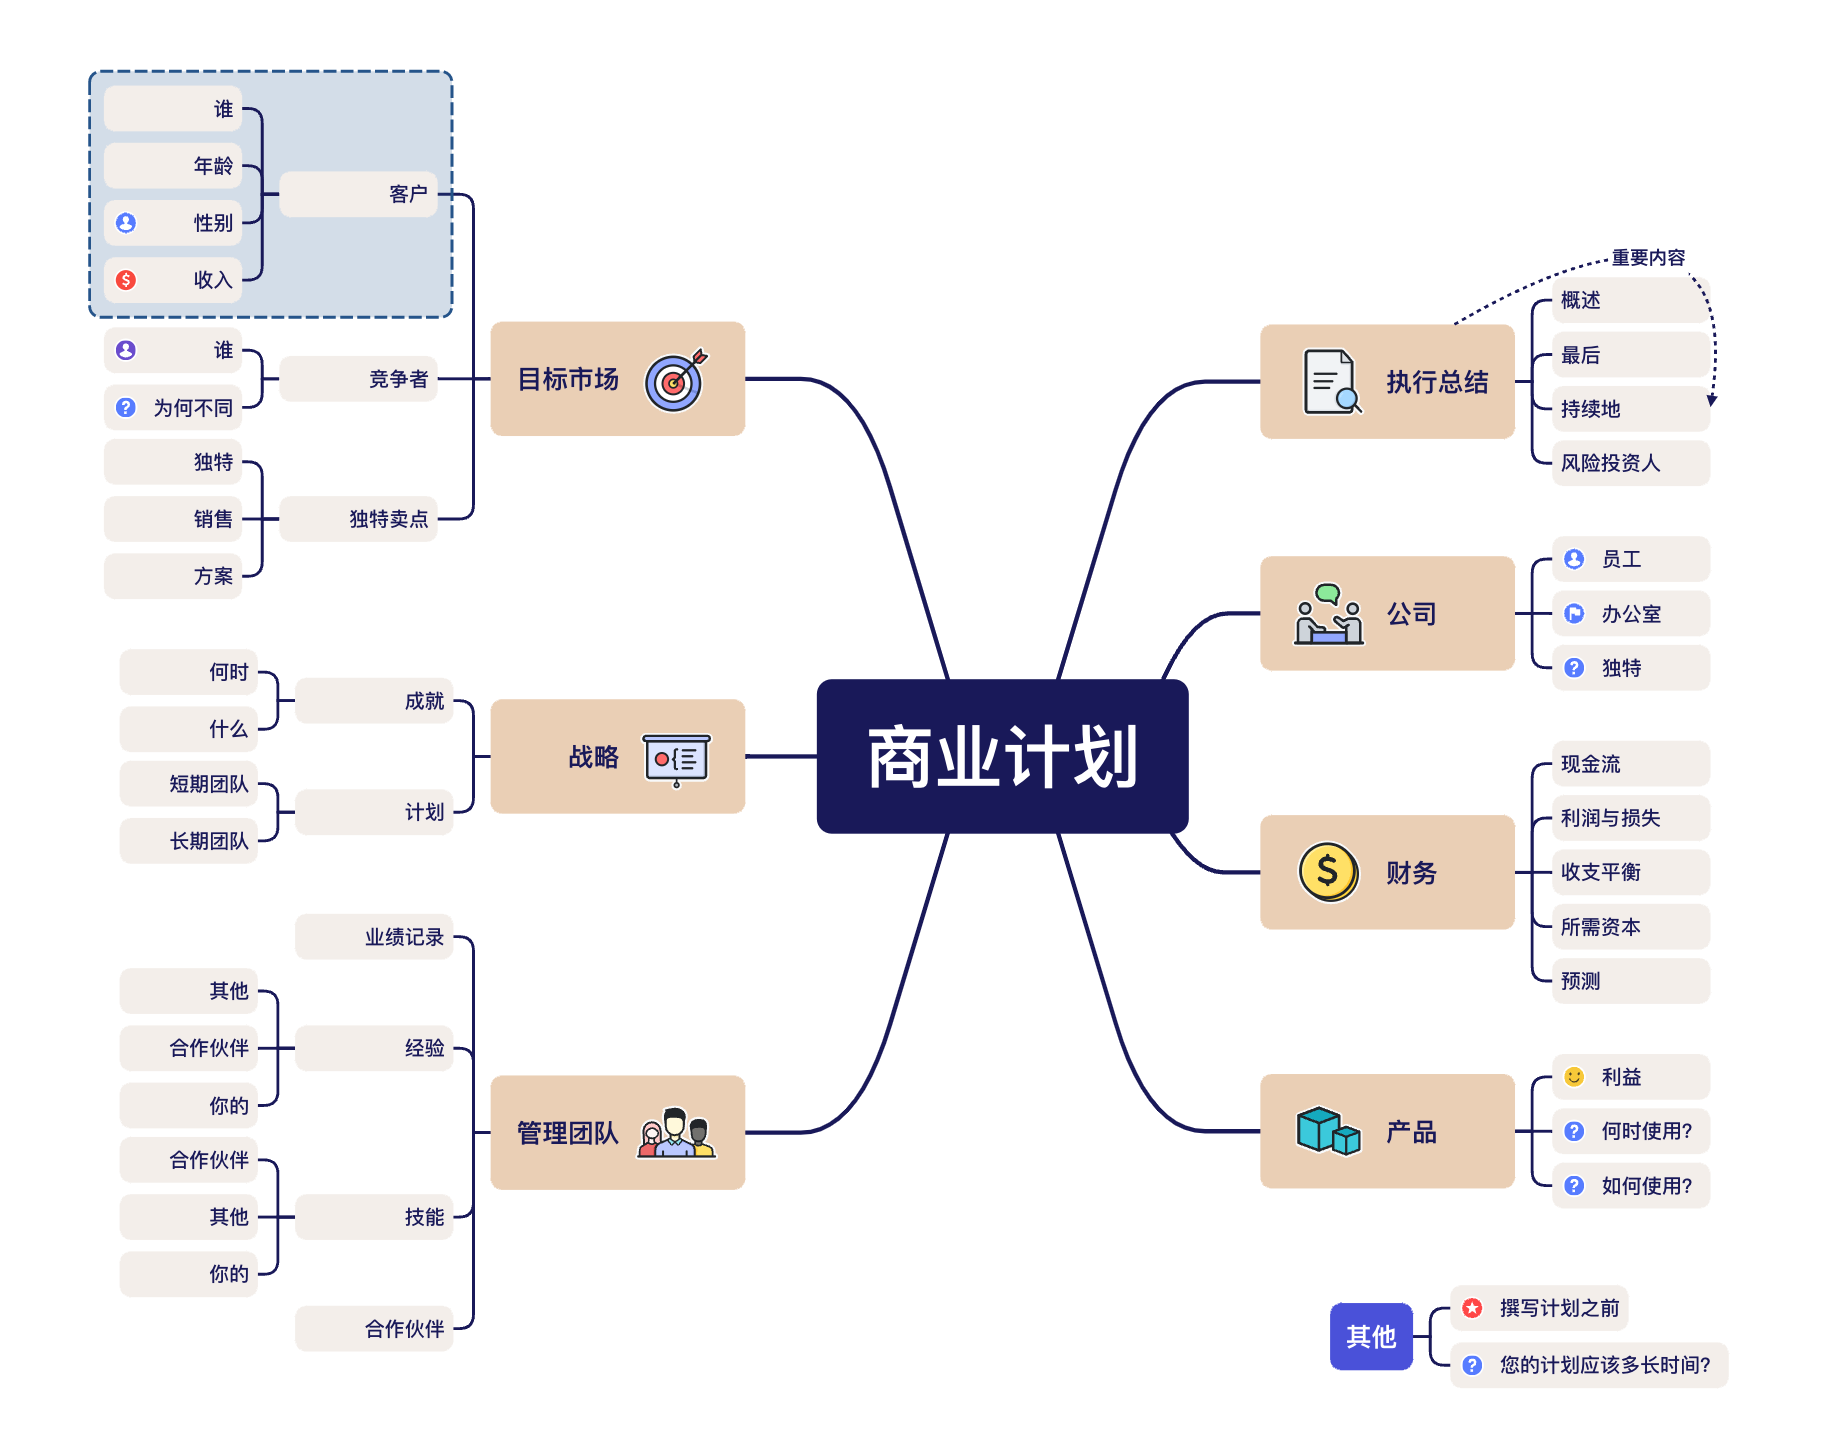 商业计划
执行总结
重要内容
概述
最后
持续地
风险投资人
公司
员工
办公室
独特
财务
现金流
利润与损失
收支平衡
所需资本
预测
产品
利益
何时使用?
如何使用?
目标市场
客户
谁
年龄
性别
收入
竞争者
谁
为何不同
独特卖点
独特
销售
方案
战略
成就
何时
什么
计划
短期团队
长期团队
管理团队
业绩记录
经验
其他
合作伙伴
你的
技能
合作伙伴
其他
你的
合作伙伴
其他
撰写计划之前
您的计划应该多长时间?